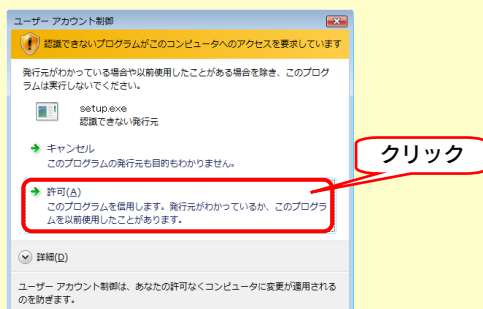 ユーザー アカウント制御
認識できないプログラムがこのコンピュータへのアクセスを要求しています
発行元がわかっている場合や以前使用したことがある場合を除き、このプログ
ラムは実行しないでください。
setup.exe
認識できない発行元
キャンセル
このプログラムの発行元も目的もわかりません。
クリック
許可(A)
このプログラムを信用します。発行元がわかっているか、このプログラ
ムを以前使用したことがあります。
詳細(D)
ユーザー アカウント制御は、あなたの許可なくコンピュータに変更が適用される
のを防ぎます。